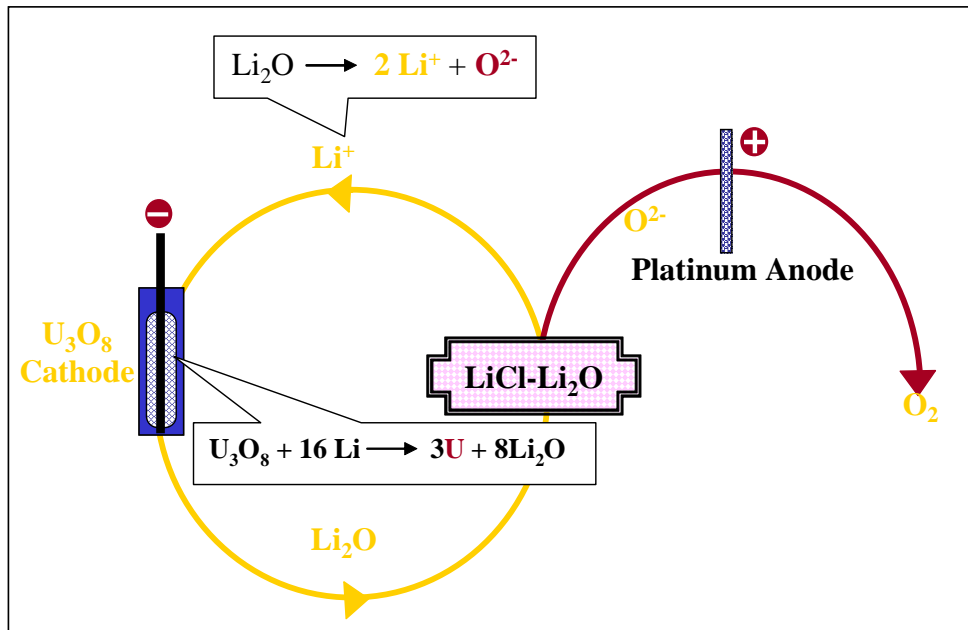 Li₂O → 2 Li⁺ + O²⁻
Li⁺
+
−
O²⁻
Platinum Anode
U₃O₈
Cathode
LiCl-Li₂O
O₂
U₃O₈ + 16 Li → 3U + 8Li₂O
Li₂O